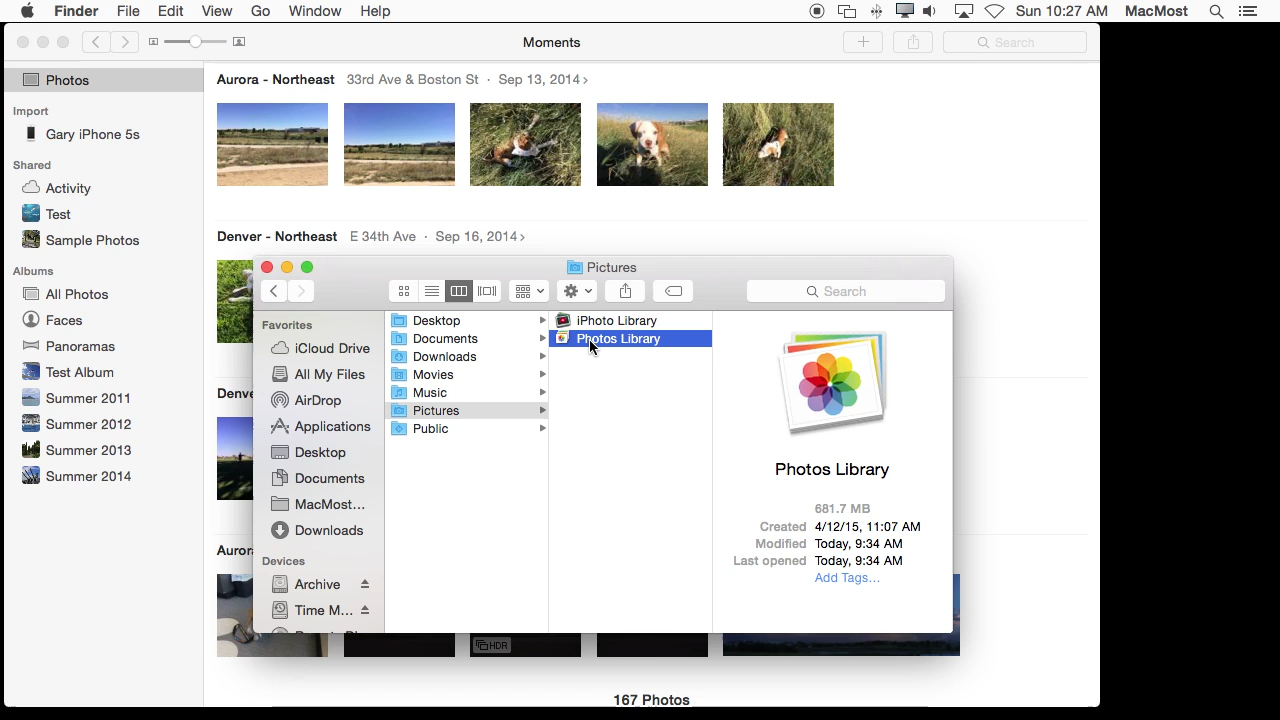 Finder File Edit View Go Window Help Sun 10:27 AM MacMost
Moments
Search
Photos
Import
Gary iPhone 5s
Shared
Activity
Test
Sample Photos
Albums
All Photos
Faces
Panoramas
Test Album
Summer 2011
Summer 2012
Summer 2013
Summer 2014
Aurora - Northeast 33rd Ave & Boston St · Sep 13, 2014 >
Denver - Northeast E 34th Ave · Sep 16, 2014 >
Denve
Aurora
HDR
167 Photos
Pictures
Search
Favorites
iCloud Drive
All My Files
AirDrop
Applications
Desktop
Documents
MacMost...
Downloads
Devices
Archive
Time M...
Desktop
Documents
Downloads
Movies
Music
Pictures
Public
iPhoto Library
Photos Library
Photos Library
681.7 MB
Created 4/12/15, 11:07 AM
Modified Today, 9:34 AM
Last opened Today, 9:34 AM
Add Tags...